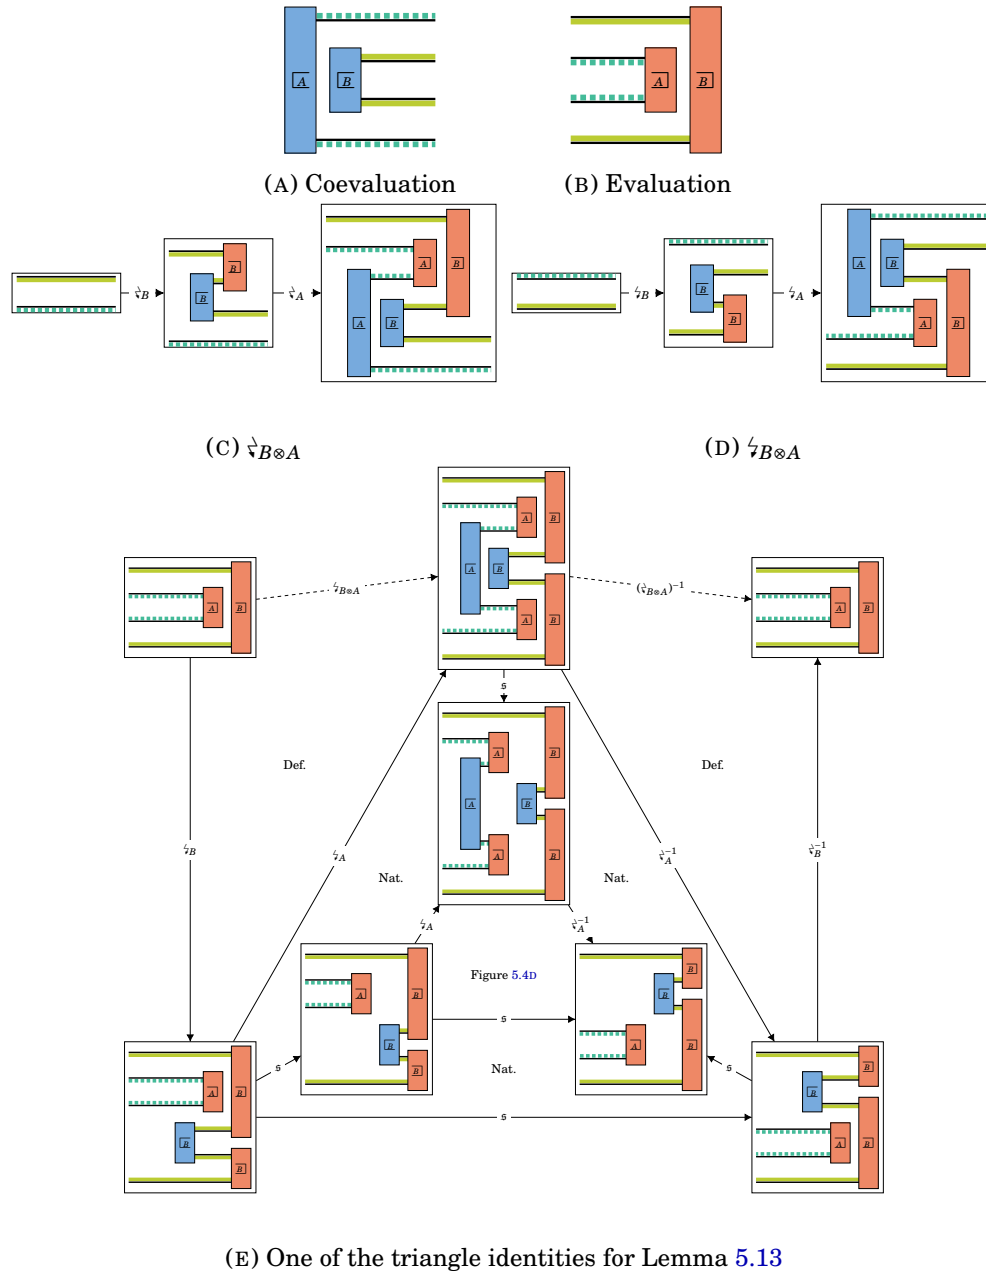 A B A B
(A) Coevaluation (B) Evaluation
B B A B A B B B A A B A B
(C) B⊗A (D) B⊗A
A B A B A B A B A B
B⊗A (B⊗A)⁻¹
s
A B A B A B
Def. Def.
B A A⁻¹ B⁻¹
Nat. Nat.
A A⁻¹
A B B B B B A B
Figure 5.4D
s
s Nat. s
A B B B B B A B
s
(E) One of the triangle identities for Lemma 5.13